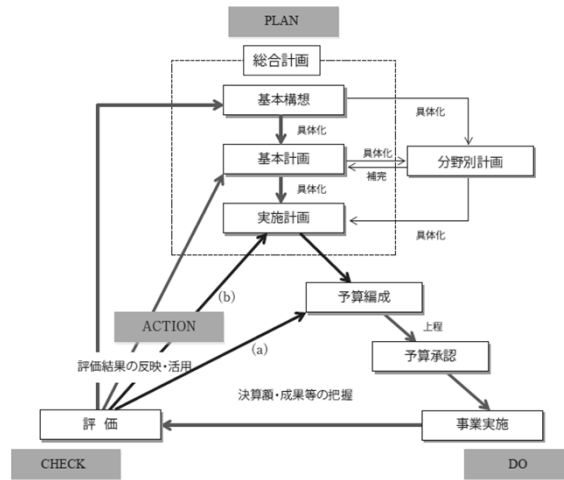 PLAN
総合計画
基本構想
具体化
具体化
基本計画
具体化
補完
分野別計画
具体化
実施計画
具体化
(b)
予算編成
ACTION
上程
(a)
予算承認
評価結果の反映・活用
決算額・成果等の把握
評 価
事業実施
CHECK
DO